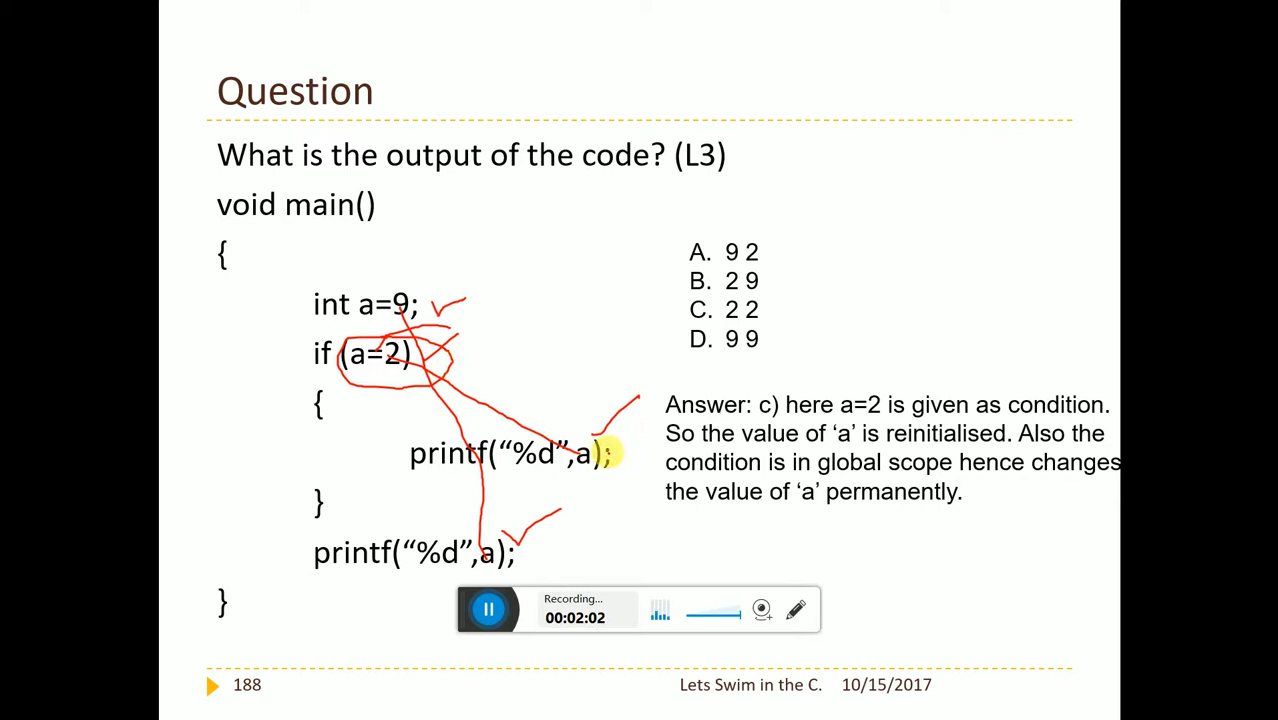 Question
What is the output of the code? (L3)
void main()
{
int a=9;
if (a=2)
{
printf(“%d”,a);
}
printf(“%d”,a);
}
A. 9 2
B. 2 9
C. 2 2
D. 9 9
Answer: c) here a=2 is given as condition.
So the value of ‘a’ is reinitialised. Also the
condition is in global scope hence changes
the value of ‘a’ permanently.
Recording...
00:02:02
188
Lets Swim in the C. 10/15/2017